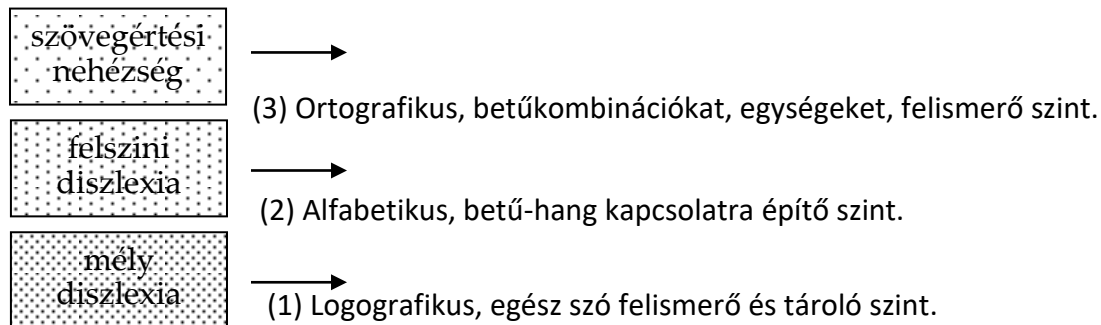 szövegértési
nehézség
(3) Ortografikus, betűkombinációkat, egységeket, felismerő szint.
felszini
diszlexia
(2) Alfabetikus, betű-hang kapcsolatra építő szint.
mély
diszlexia
(1) Logografikus, egész szó felismerő és tároló szint.